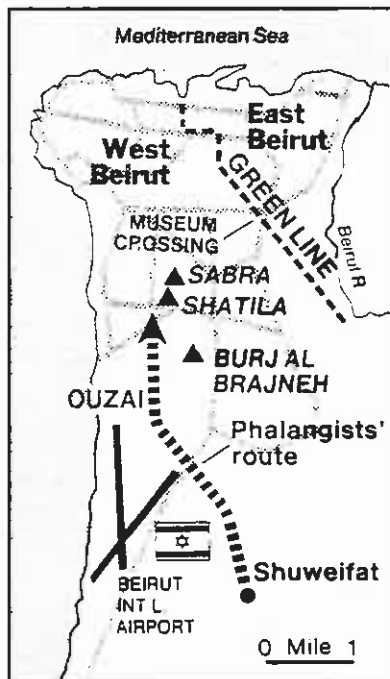 Mediterranean Sea
East
Beirut
West
Beirut
GREEN LINE
MUSEUM
CROSSING
Beirut R
SABRA
SHATILA
BURJ AL
BRAJNEH
OUZAI
Phalangists'
route
BEIRUT
INT L
AIRPORT
Shuweifat
0 Mile 1